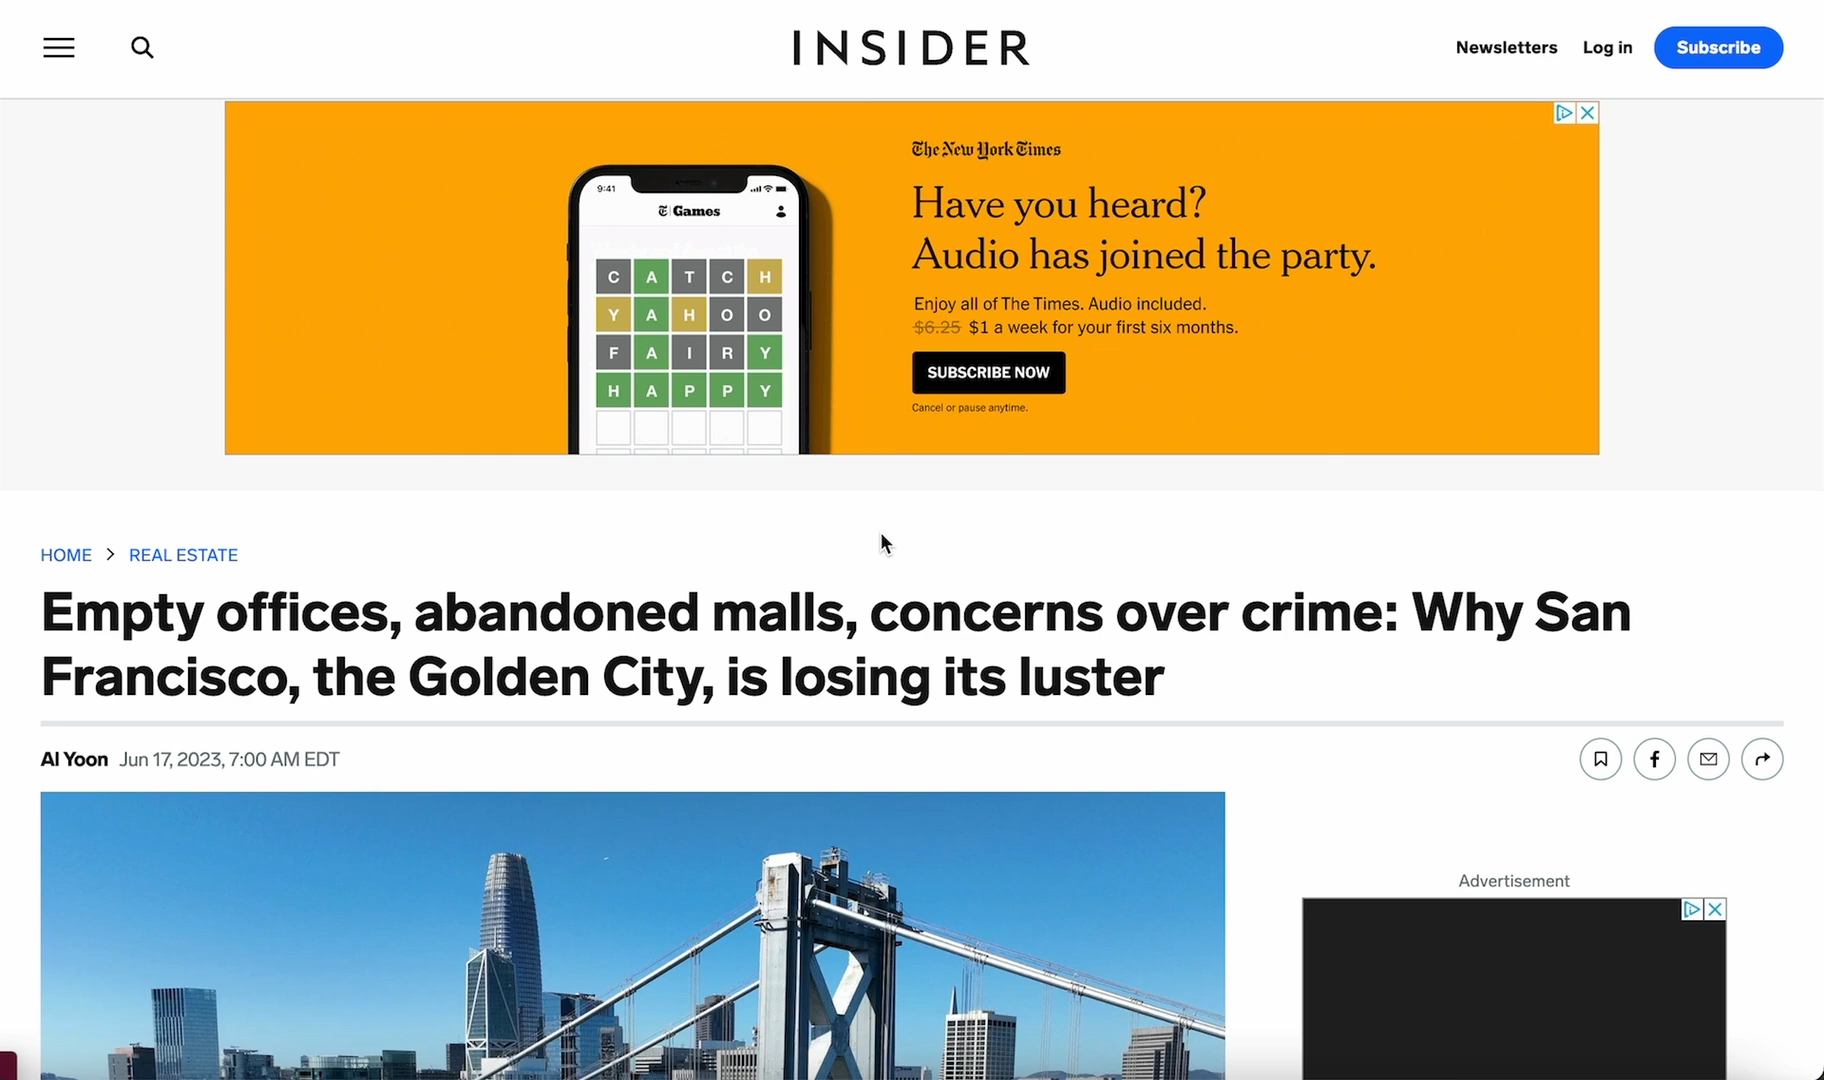 INSIDER
Newsletters Log in Subscribe
The New York Times
Have you heard?
Audio has joined the party.
Enjoy all of The Times. Audio included.
$6.25 $1 a week for your first six months.
SUBSCRIBE NOW
Cancel or pause anytime.
9:41
T Games
C A T C H
Y A H O O
F A I R Y
H A P P Y
HOME > REAL ESTATE
Empty offices, abandoned malls, concerns over crime: Why San
Francisco, the Golden City, is losing its luster
Al Yoon Jun 17, 2023, 7:00 AM EDT
Advertisement